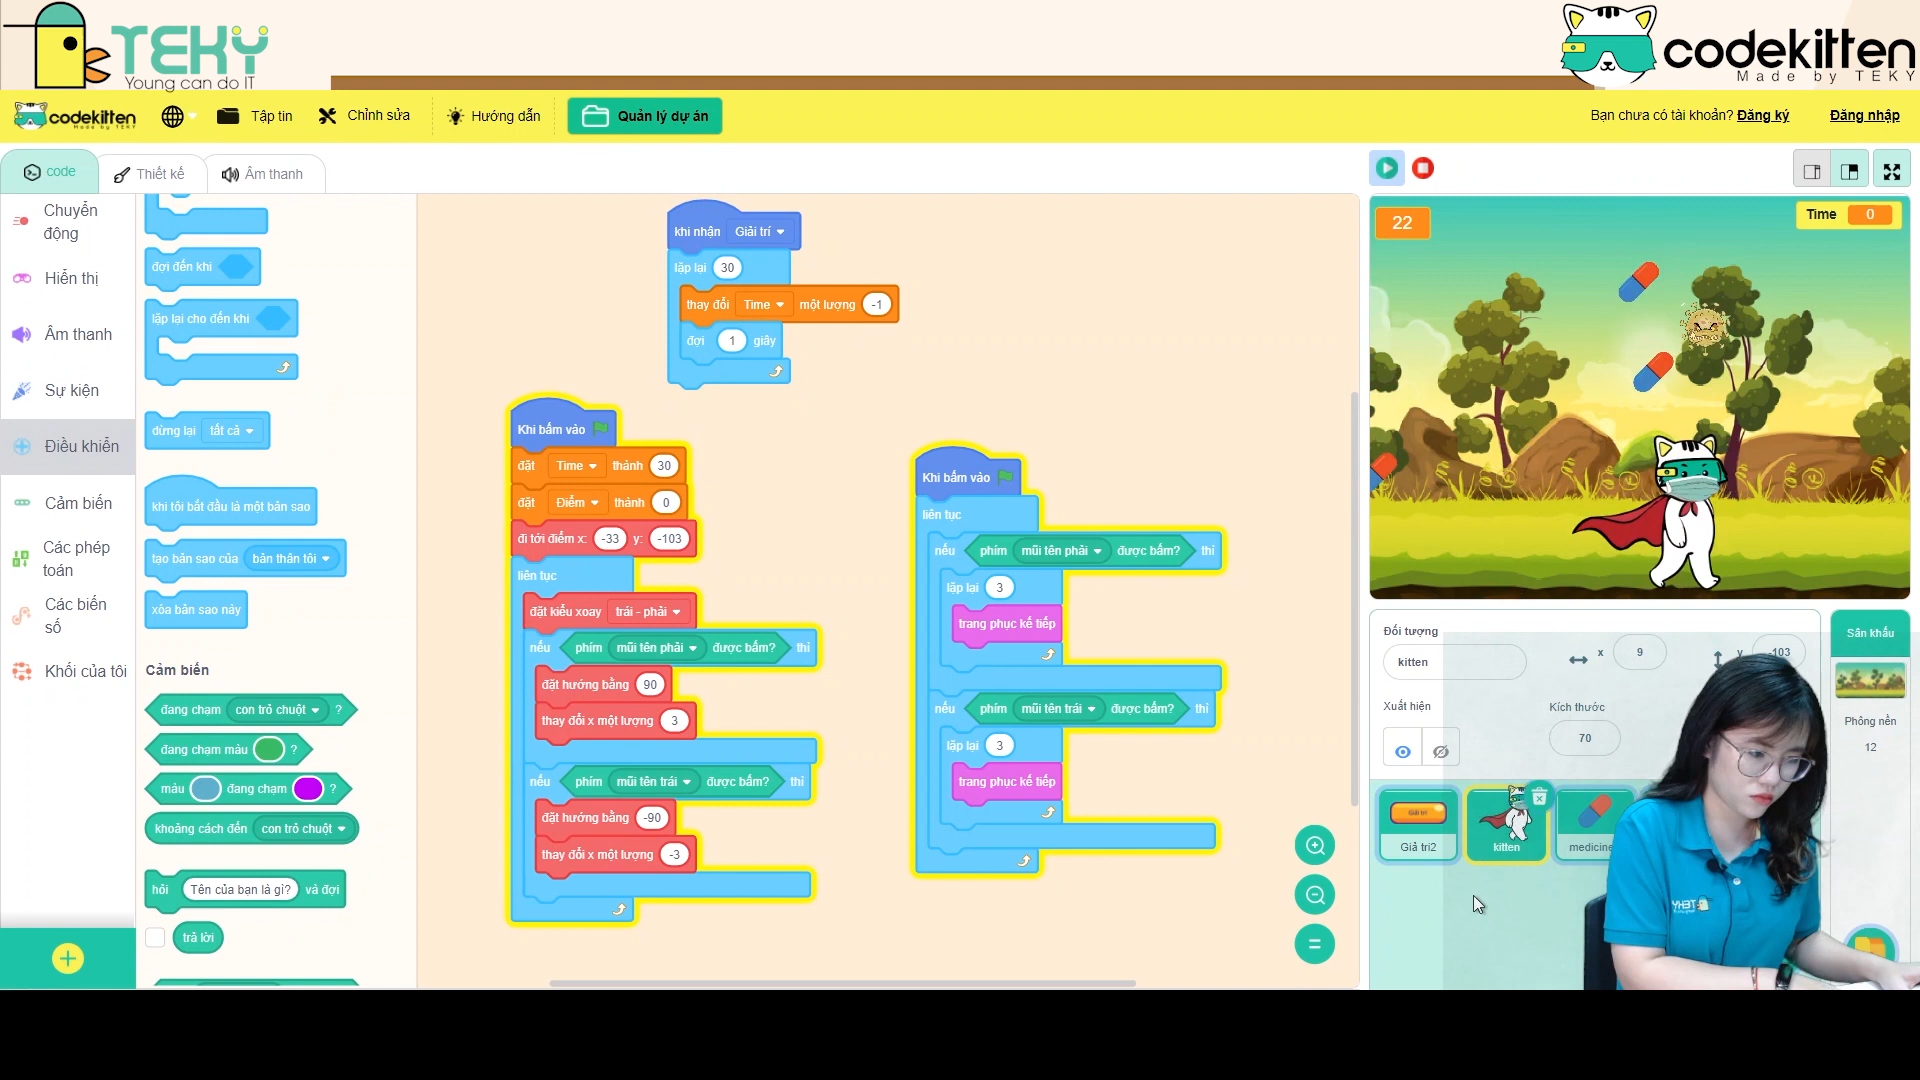 TEKY
Young can do IT
codekitten
Made by TEKY
codekitten
Made by TEKY
Tập tin
Chỉnh sửa
Hướng dẫn
Quản lý dự án
Bạn chưa có tài khoản? Đăng ký
Đăng nhập
code
Thiết kế
Âm thanh
Chuyển động
Hiển thị
Âm thanh
Sự kiện
Điều khiển
Cảm biến
Các phép toán
Các biến số
Khối của tôi
đợi đến khi
lặp lại cho đến khi
dừng lại tất cả
khi tôi bắt đầu là một bản sao
tạo bản sao của bản thân tôi
xóa bản sao này
Cảm biến
đang chạm con trỏ chuột ?
đang chạm màu ?
màu đang chạm ?
khoảng cách đến con trỏ chuột
hỏi Tên của bạn là gì? và đợi
trả lời
khi nhận Giải trí
lặp lại 30
thay đổi Time một lượng -1
đợi 1 giây
Khi bấm vào
đặt Time thành 30
đặt Điểm thành 0
đi tới điểm x: -33 y: -103
liên tục
đặt kiểu xoay trái - phải
nếu phím mũi tên phải được bấm? thì
đặt hướng bằng 90
thay đổi x một lượng 3
nếu phím mũi tên trái được bấm? thì
đặt hướng bằng -90
thay đổi x một lượng -3
Khi bấm vào
liên tục
nếu phím mũi tên phải được bấm? thì
lặp lại 3
trang phục kế tiếp
nếu phím mũi tên trái được bấm? thì
lặp lại 3
trang phục kế tiếp
22
Time 0
Đối tượng
kitten
x 9
y -103
Xuất hiện
Kích thước
70
Giả tri2
kitten
medicine
Sân khấu
Phông nền
12